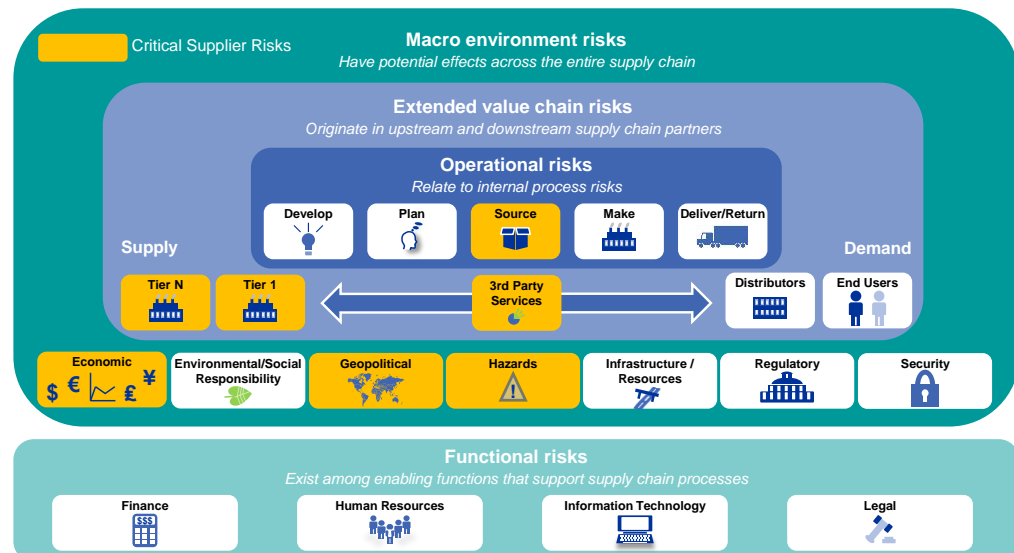 Critical Supplier Risks
Macro environment risks
Have potential effects across the entire supply chain
Extended value chain risks
Originate in upstream and downstream supply chain partners
Operational risks
Relate to internal process risks
Develop
Plan
Source
Make
Deliver/Return
Supply
Demand
Tier N
Tier 1
3rd Party
Services
Distributors
End Users
Economic
$ € £ ¥
Environmental/Social
Responsibility
Geopolitical
Hazards
!
Infrastructure /
Resources
Regulatory
Security
Functional risks
Exist among enabling functions that support supply chain processes
Finance
$$$
Human Resources
Information Technology
Legal